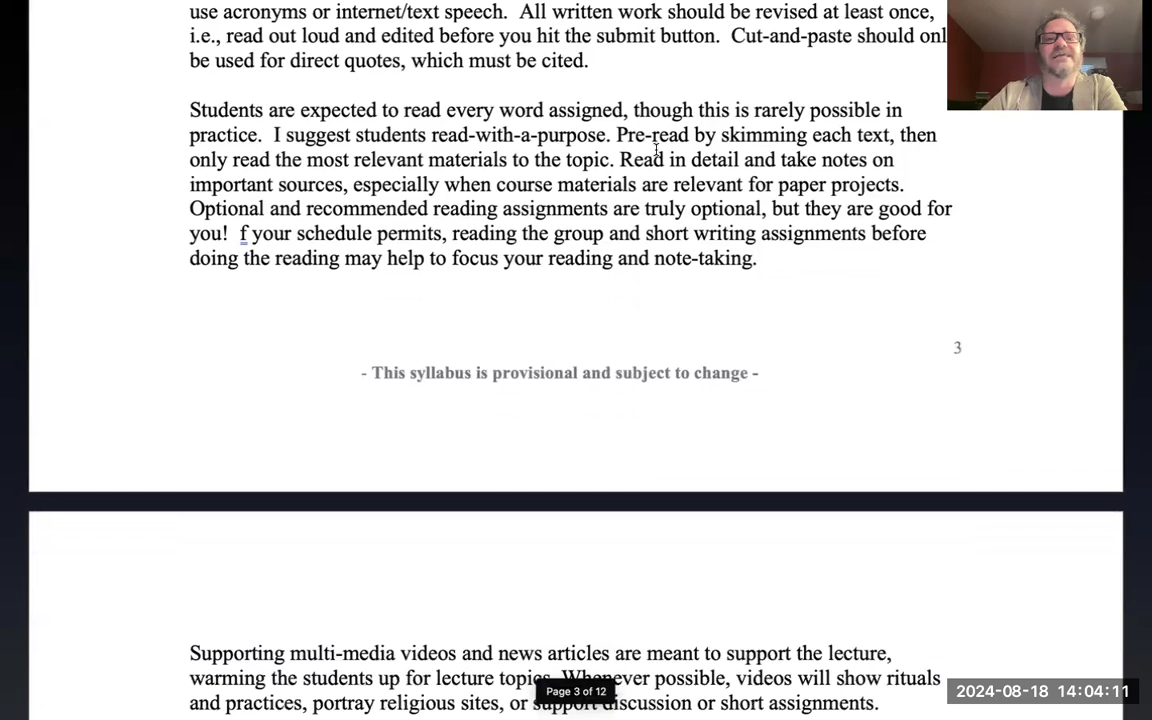 use acronyms or internet/text speech.  All written work should be revised at least once,
i.e., read out loud and edited before you hit the submit button.  Cut-and-paste should onl
be used for direct quotes, which must be cited.
Students are expected to read every word assigned, though this is rarely possible in
practice.  I suggest students read-with-a-purpose. Pre-read by skimming each text, then
only read the most relevant materials to the topic. Read in detail and take notes on
important sources, especially when course materials are relevant for paper projects.
Optional and recommended reading assignments are truly optional, but they are good for
you!  f your schedule permits, reading the group and short writing assignments before
doing the reading may help to focus your reading and note-taking.
3
- This syllabus is provisional and subject to change -
Supporting multi-media videos and news articles are meant to support the lecture,
warming the students up for lecture topics. Whenever possible, videos will show rituals
and practices, portray religious sites, or support discussion or short assignments.
Page 3 of 12
2024-08-18 14:04:11